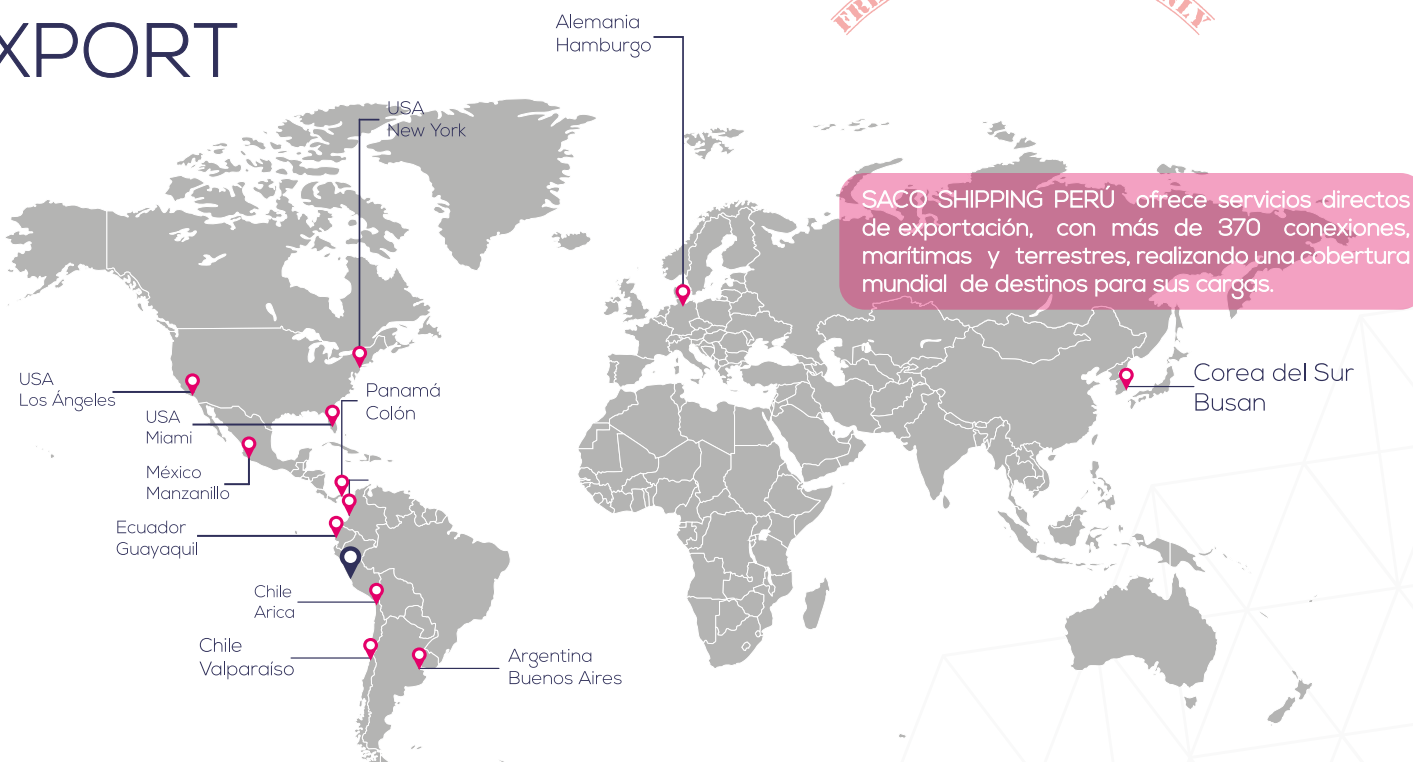 XPORT
Alemania
Hamburgo
USA
New York
SACO SHIPPING PERÚ ofrece servicios directos
de exportación, con más de 370 conexiones,
marítimas y terrestres, realizando una cobertura
mundial de destinos para sus cargas.
USA
Los Ángeles
USA
Miami
Panamá
Colón
Corea del Sur
Busan
México
Manzanillo
Ecuador
Guayaquil
Chile
Arica
Chile
Valparaíso
Argentina
Buenos Aires